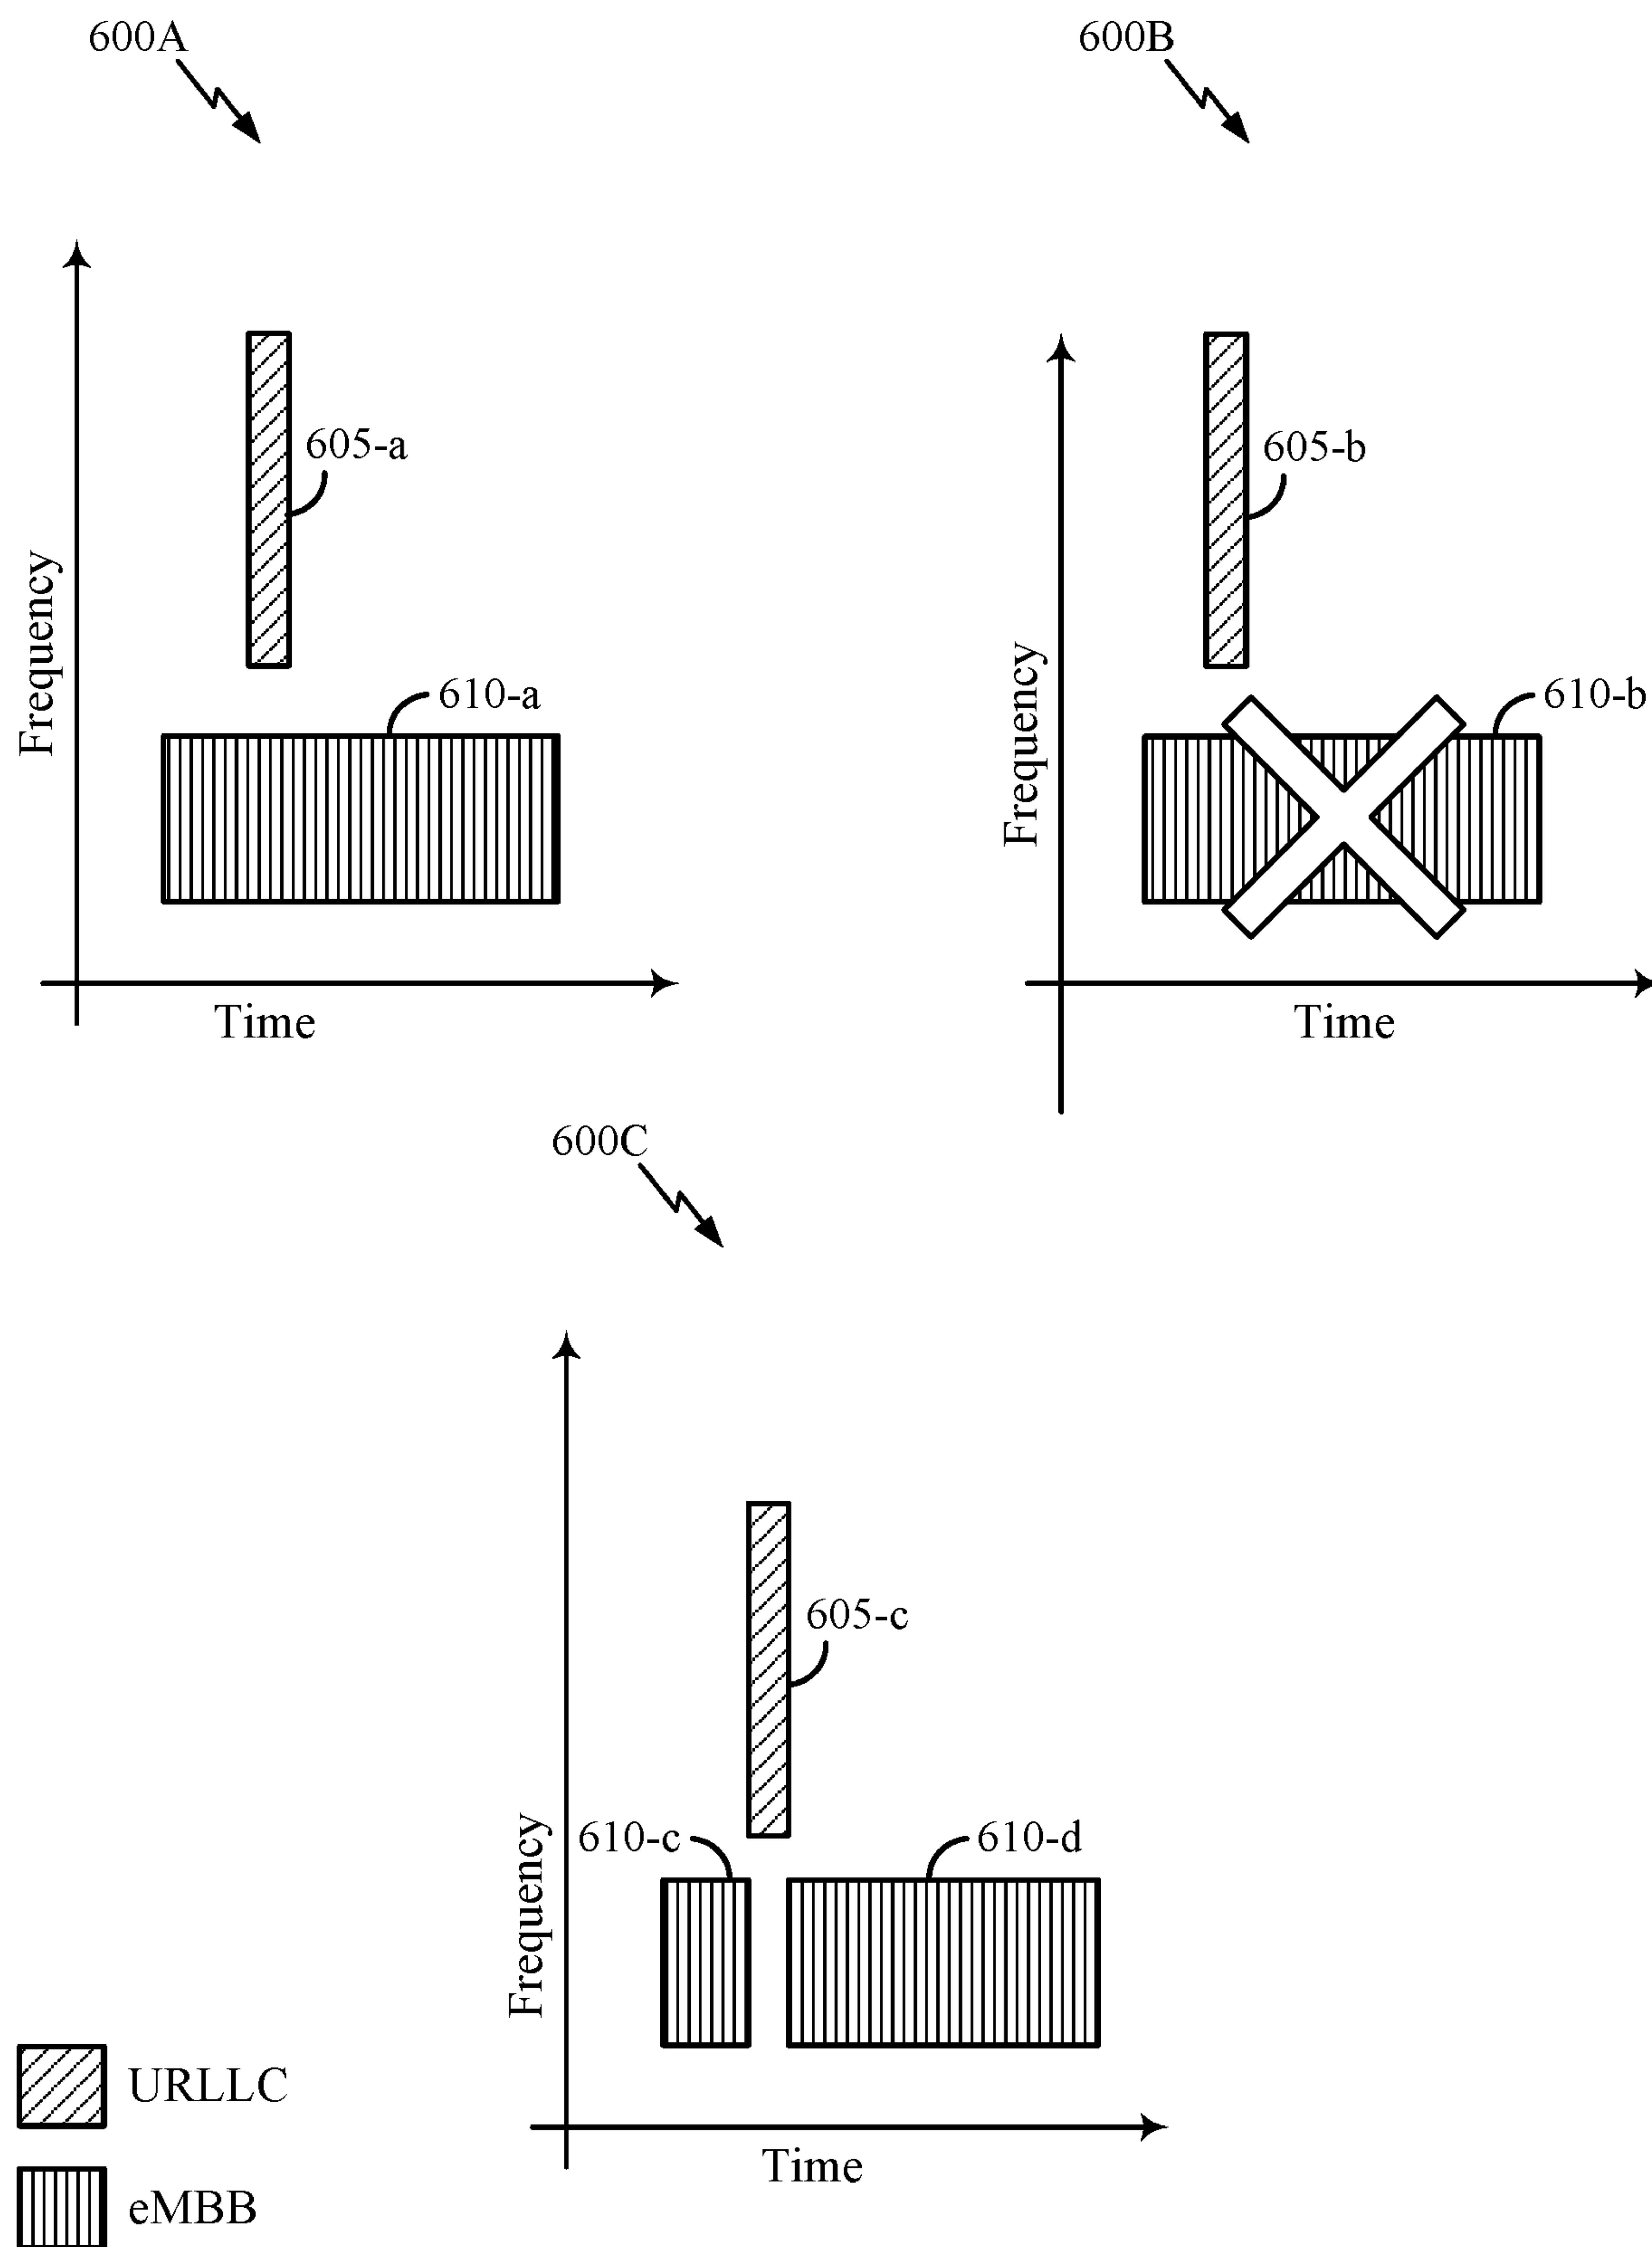 600A
600B
605-a
605-b
Frequency
610-a
Frequency
610-b
Time
Time
600C
605-c
Frequency
610-c
610-d
URLLC
Time
eMBB